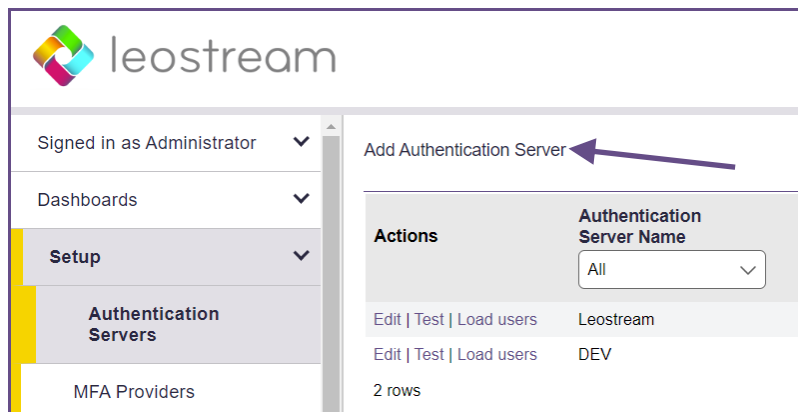 leostream
Signed in as Administrator
Dashboards
Setup
Authentication
Servers
MFA Providers
Add Authentication Server
Actions
Authentication
Server Name
All
Edit | Test | Load users Leostream
Edit | Test | Load users DEV
2 rows